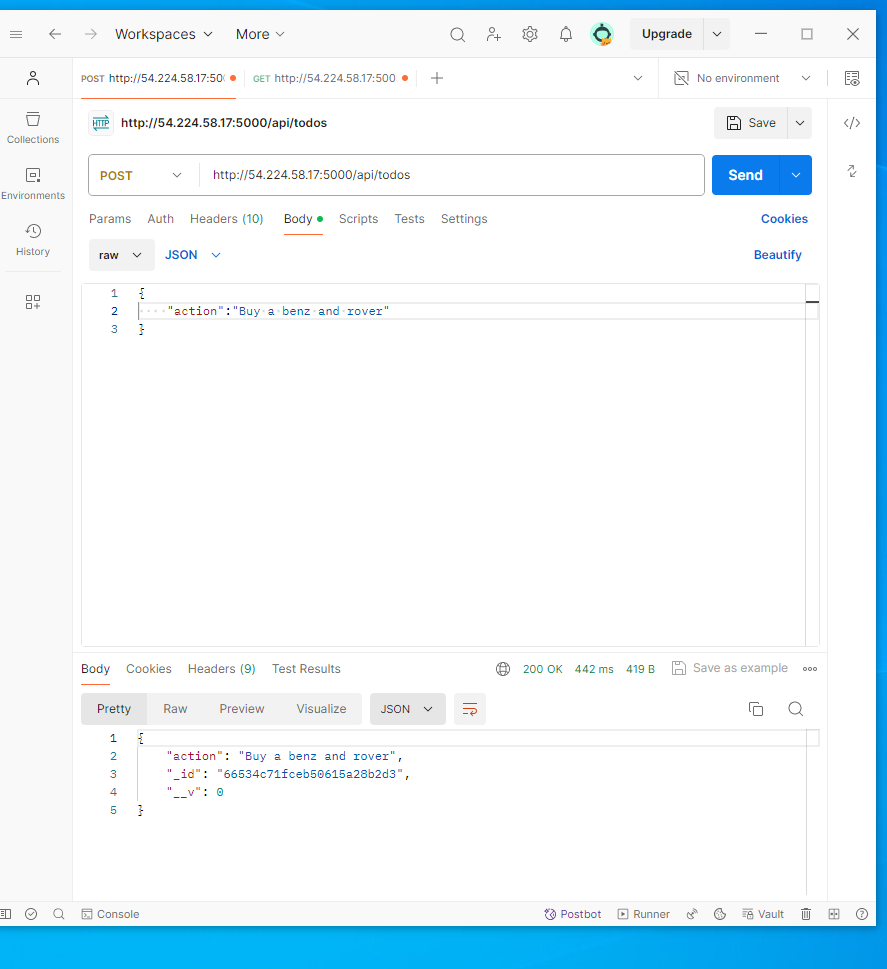 Workspaces More Upgrade
POST http://54.224.58.17:50 GET http://54.224.58.17:500 No environment
HTTP http://54.224.58.17:5000/api/todos Save
Collections
POST http://54.224.58.17:5000/api/todos Send
Environments
Params Auth Headers (10) Body Scripts Tests Settings Cookies
History
raw JSON Beautify
1 {
2 "action":"Buy a benz and rover"
3 }
Body Cookies Headers (9) Test Results 200 OK 442 ms 419 B Save as example
Pretty Raw Preview Visualize JSON
1 {
2 "action": "Buy a benz and rover",
3 "_id": "66534c71fceb50615a28b2d3",
4 "__v": 0
5 }
Console Postbot Runner Vault